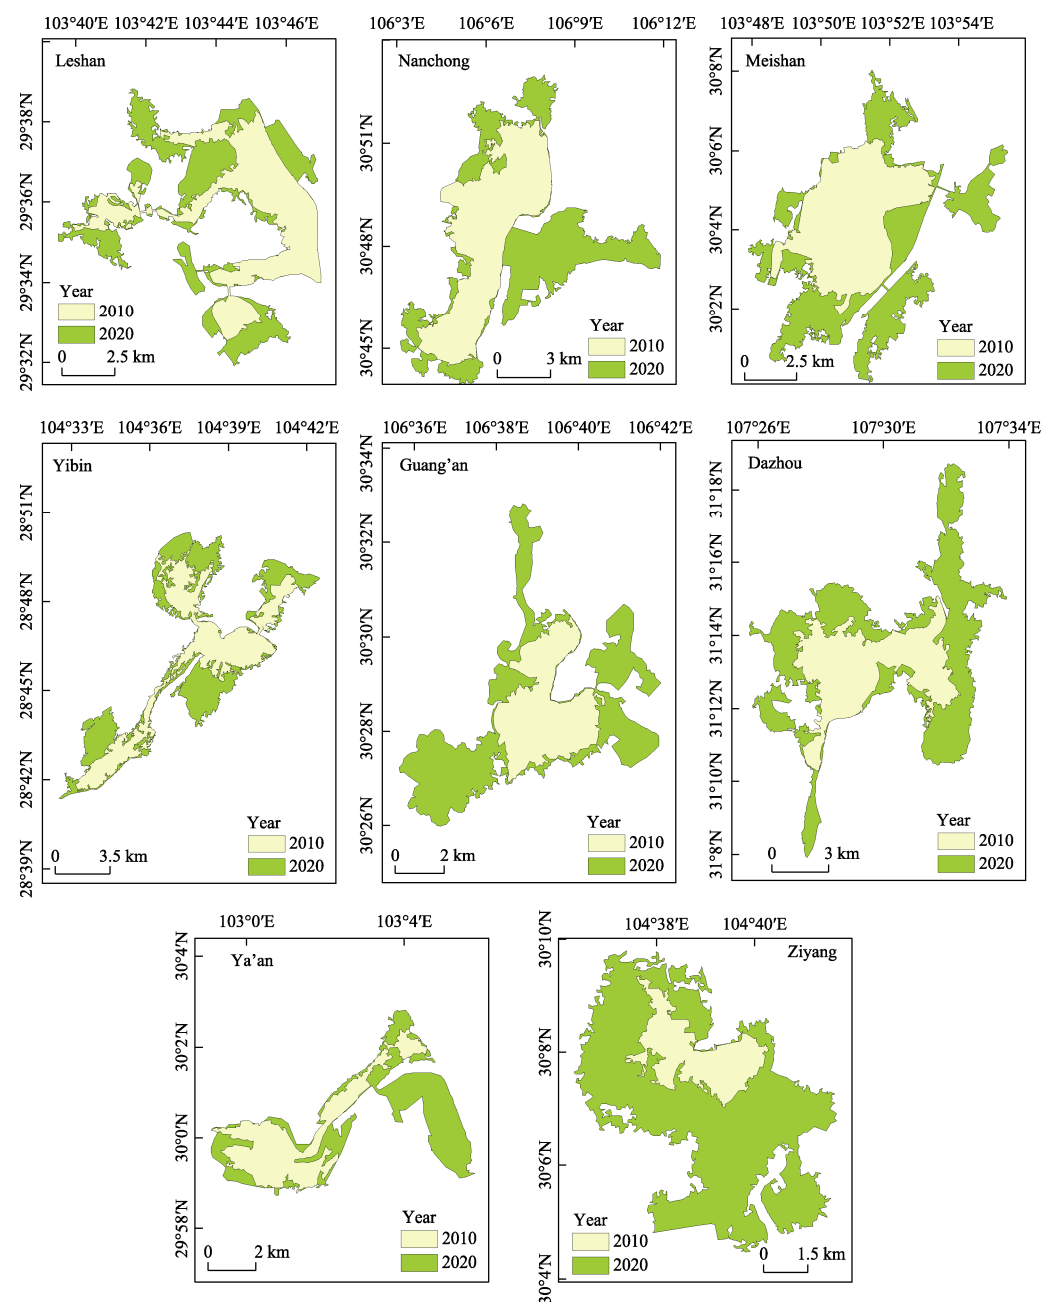 103°40′E 103°42′E 103°44′E 103°46′E
Leshan
29°38′N
29°36′N
29°34′N
29°32′N
Year
2010
2020
0 2.5 km
106°3′E 106°6′E 106°9′E 106°12′E
Nanchong
30°51′N
30°48′N
30°45′N
Year
2010
2020
0 3 km
103°48′E 103°50′E 103°52′E 103°54′E
Meishan
30°8′N
30°6′N
30°4′N
30°2′N
2010
2020
Year
0 2.5 km
104°33′E 104°36′E 104°39′E 104°42′E
Yibin
28°51′N
28°48′N
28°45′N
28°42′N
28°39′N
Year
2010
2020
0 3.5 km
106°36′E 106°38′E 106°40′E 106°42′E
Guang’an
30°34′N
30°32′N
30°30′N
30°28′N
30°26′N
Year
2010
2020
0 2 km
107°26′E 107°30′E 107°34′E
Dazhou
31°18′N
31°16′N
31°14′N
31°12′N
31°10′N
31°8′N
Year
2010
2020
0 3 km
103°0′E 103°4′E
Ya’an
30°4′N
30°2′N
30°0′N
29°58′N
Year
2010
2020
0 2 km
104°38′E 104°40′E
Ziyang
30°10′N
30°8′N
30°6′N
30°4′N
Year
2010
2020
0 1.5 km